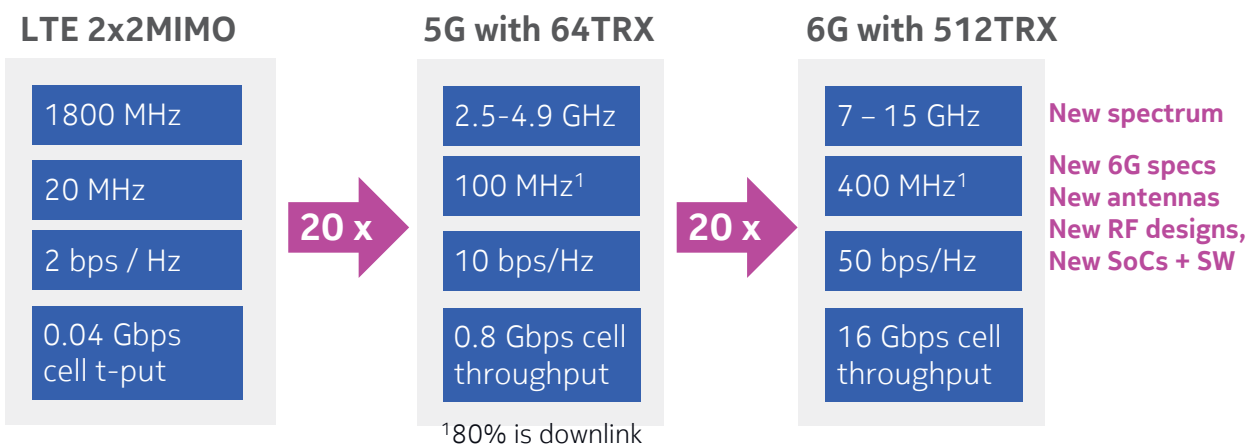 LTE 2x2MIMO
1800 MHz
20 MHz
2 bps / Hz
0.04 Gbps
cell t-put
20 x
5G with 64TRX
2.5-4.9 GHz
100 MHz¹
10 bps/Hz
0.8 Gbps cell
throughput
¹80% is downlink
20 x
6G with 512TRX
7 – 15 GHz
400 MHz¹
50 bps/Hz
16 Gbps cell
throughput
New spectrum
New 6G specs
New antennas
New RF designs,
New SoCs + SW